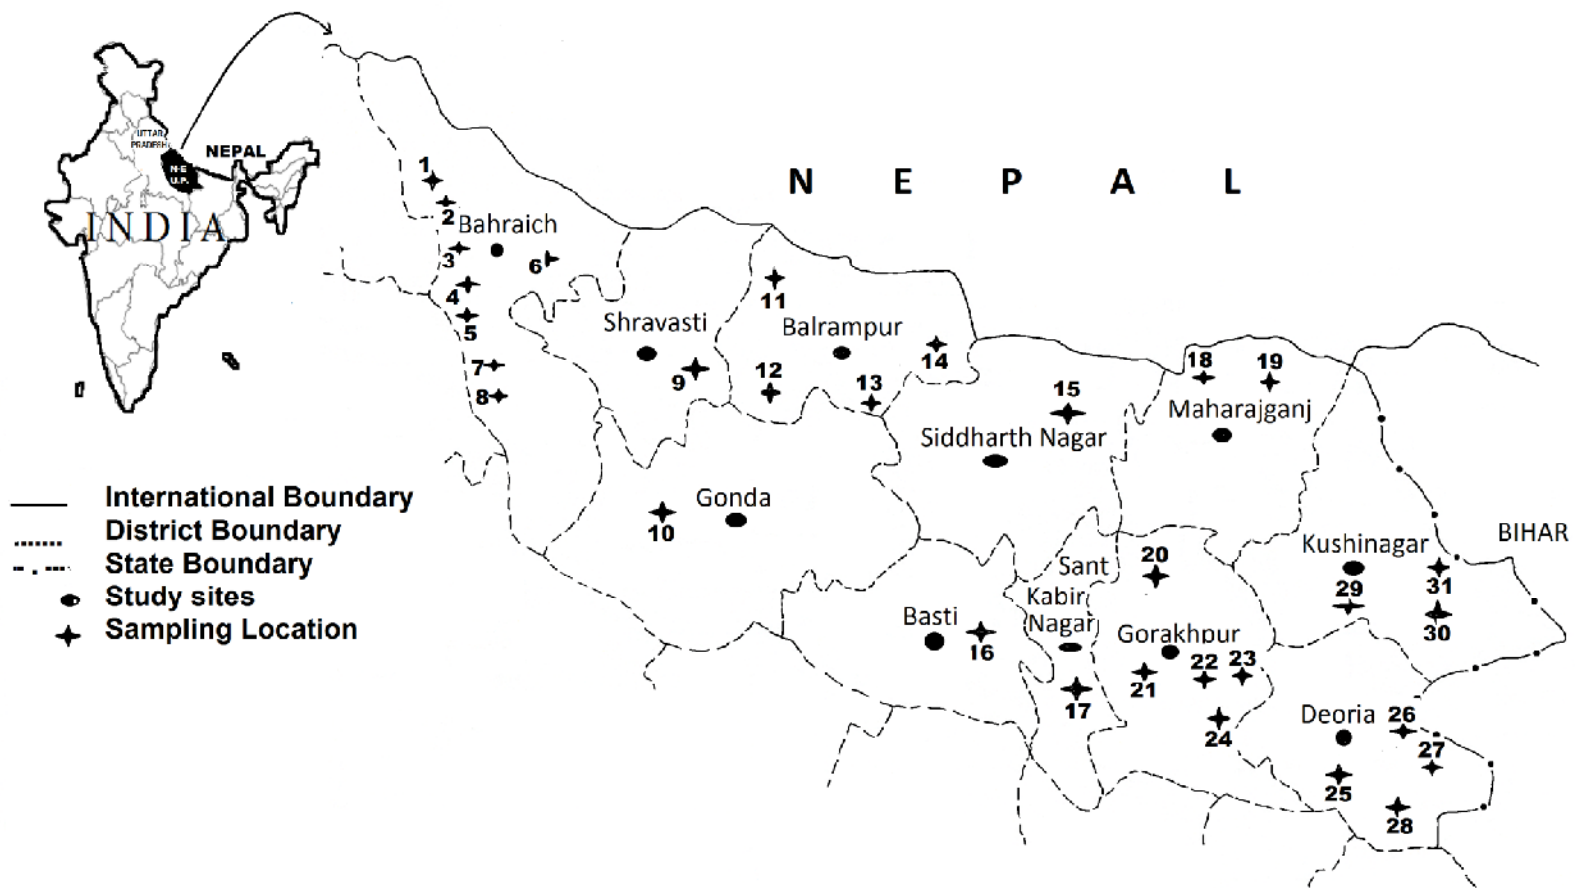 UTTAR
PRADESH
NEPAL
N-E
U.P.
INDIA
N E P A L
1
2
Bahraich
3
6
4
5
7
8
Shravasti
9
11
Balrampur
12
13
14
15
Siddharth Nagar
18
19
Maharajganj
Gonda
10
International Boundary
District Boundary
State Boundary
Study sites
Sampling Location
Basti
16
Sant
Kabir
Nagar
17
20
Gorakhpur
21
22
23
24
Kushinagar
BIHAR
29
31
30
Deoria
26
27
25
28